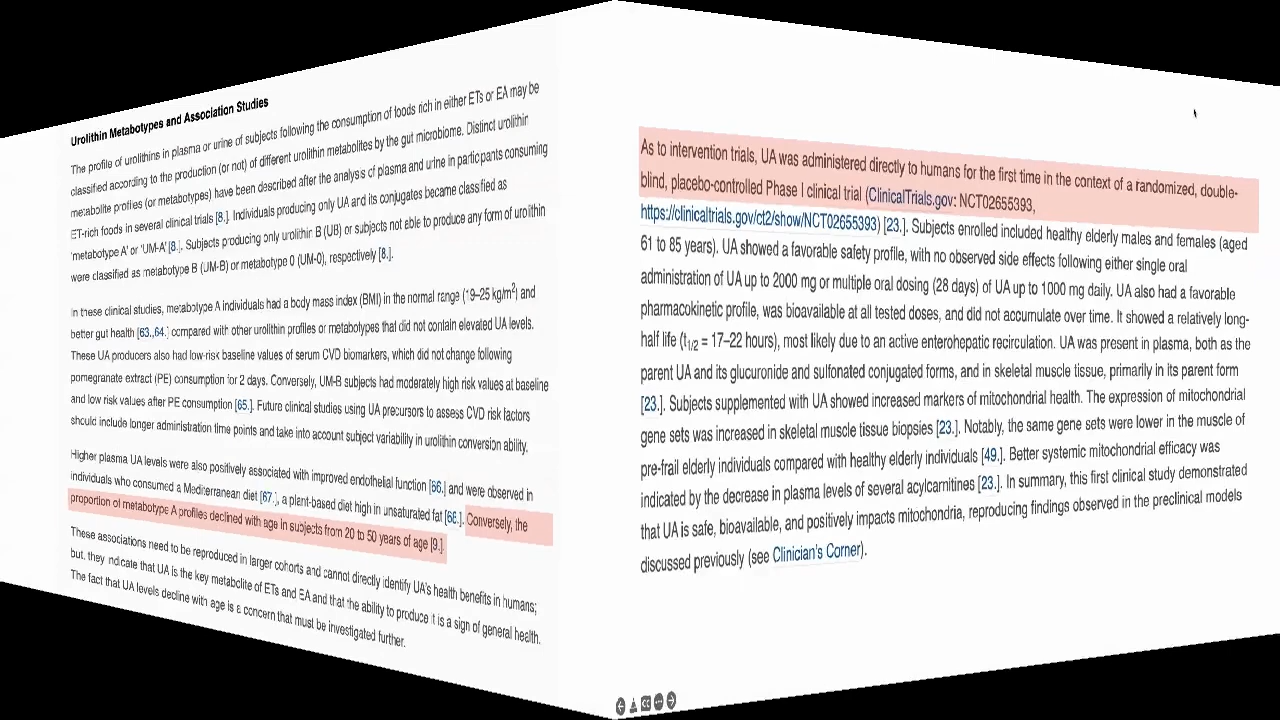 Urolithin Metabotypes and Association Studies
The profile of urolithins in plasma or urine of subjects following the consumption of foods rich in either ETs or EA may be
classified according to the production (or not) of different urolithin metabolites by the gut microbiome. Distinct urolithin
metabolite profiles (or metabotypes) have been described after the analysis of plasma and urine in participants consuming
ET-rich foods in several clinical trials [8.]. Individuals producing only UA and its conjugates became classified as
'metabotype A' or 'UM-A' [8.]. Subjects producing only urolithin B (UB) or subjects not able to produce any form of urolithin
were classified as metabotype B (UM-B) or metabotype 0 (UM-0), respectively [8.].
In these clinical studies, metabotype A individuals had a body mass index (BMI) in the normal range (19–25 kg/m2) and
better gut health [63.,64.] compared with other urolithin profiles or metabotypes that did not contain elevated UA levels.
These UA producers also had low-risk baseline values of serum CVD biomarkers, which did not change following
pomegranate extract (PE) consumption for 2 days. Conversely, UM-B subjects had moderately high risk values at baseline
and low risk values after PE consumption [65.]. Future clinical studies using UA precursors to assess CVD risk factors
should include longer administration time points and take into account subject variability in urolithin conversion ability.
Higher plasma UA levels were also positively associated with improved endothelial function [66.] and were observed in
individuals who consumed a Mediterranean diet [67.], a plant-based diet high in unsaturated fat [68.]. Conversely, the
proportion of metabotype A profiles declined with age in subjects from 20 to 50 years of age [9.].
These associations need to be reproduced in larger cohorts and cannot directly identify UA's health benefits in humans;
but, they indicate that UA is the key metabolite of ETs and EA and that the ability to produce it is a sign of general health.
The fact that UA levels decline with age is a concern that must be investigated further.
As to intervention trials, UA was administered directly to humans for the first time in the context of a randomized, double-
blind, placebo-controlled Phase I clinical trial (ClinicalTrials.gov: NCT02655393,
https://clinicaltrials.gov/ct2/show/NCT02655393) [23.]. Subjects enrolled included healthy elderly males and females (aged
61 to 85 years). UA showed a favorable safety profile, with no observed side effects following either single oral
administration of UA up to 2000 mg or multiple oral dosing (28 days) of UA up to 1000 mg daily. UA also had a favorable
pharmacokinetic profile, was bioavailable at all tested doses, and did not accumulate over time. It showed a relatively long-
half life (t1/2 = 17–22 hours), most likely due to an active enterohepatic recirculation. UA was present in plasma, both as the
parent UA and its glucuronide and sulfonated conjugated forms, and in skeletal muscle tissue, primarily in its parent form
[23.]. Subjects supplemented with UA showed increased markers of mitochondrial health. The expression of mitochondrial
gene sets was increased in skeletal muscle tissue biopsies [23.]. Notably, the same gene sets were lower in the muscle of
pre-frail elderly individuals compared with healthy elderly individuals [49.]. Better systemic mitochondrial efficacy was
indicated by the decrease in plasma levels of several acylcarnitines [23.]. In summary, this first clinical study demonstrated
that UA is safe, bioavailable, and positively impacts mitochondria, reproducing findings observed in the preclinical models
discussed previously (see Clinician's Corner).